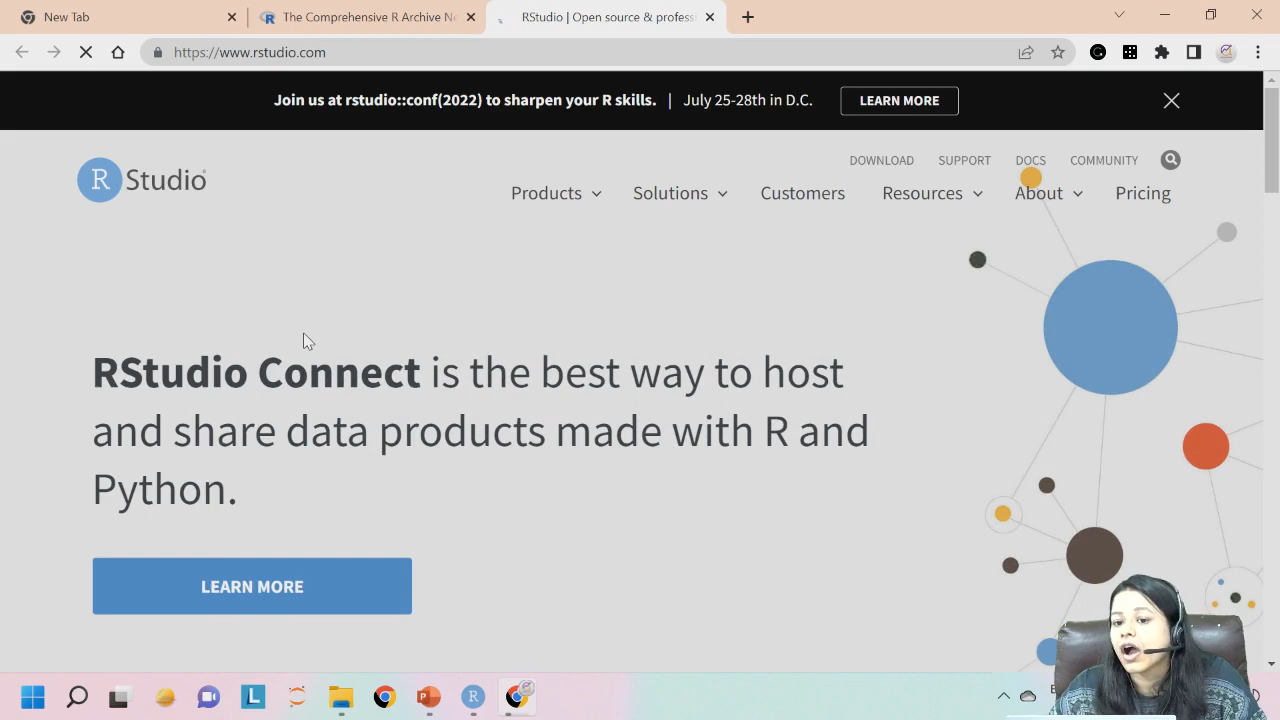 New Tab
The Comprehensive R Archive Ne
RStudio | Open source & profess
https://www.rstudio.com
Join us at rstudio::conf(2022) to sharpen your R skills. | July 25-28th in D.C.
LEARN MORE
R Studio
DOWNLOAD
SUPPORT
DOCS
COMMUNITY
Products
Solutions
Customers
Resources
About
Pricing
RStudio Connect is the best way to host
and share data products made with R and
Python.
LEARN MORE